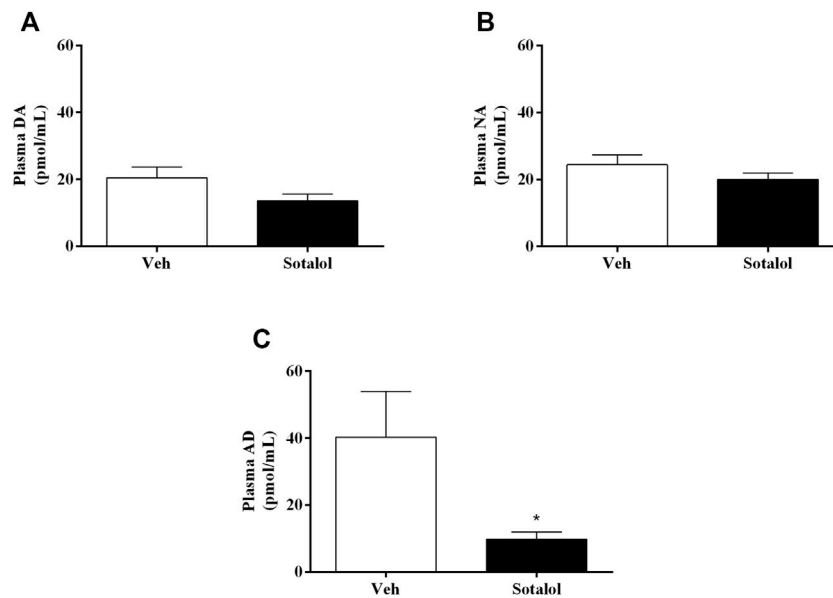 A
Plasma DA
(pmol/mL)
60
40
20
0
Veh
Sotalol
B
Plasma NA
(pmol/mL)
60
40
20
0
Veh
Sotalol
C
Plasma AD
(pmol/mL)
60
40
20
0
*
Veh
Sotalol